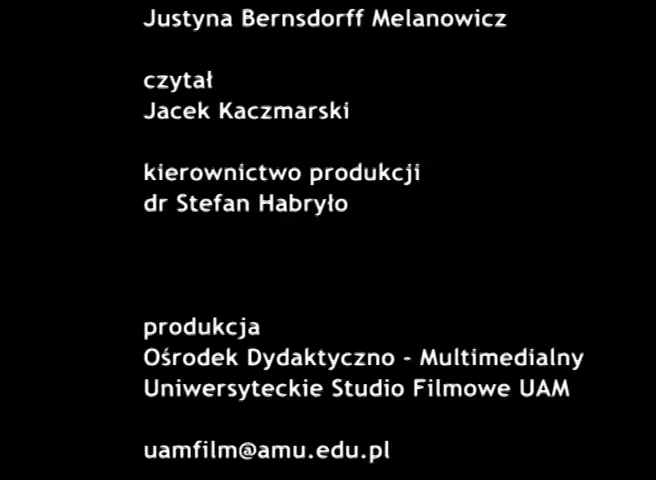 Justyna Bernsdorff Melanowicz
czytał
Jacek Kaczmarski
kierownictwo produkcji
dr Stefan Habryło
produkcja
Ośrodek Dydaktyczno - Multimedialny
Uniwersyteckie Studio Filmowe UAM
uamfilm@amu.edu.pl